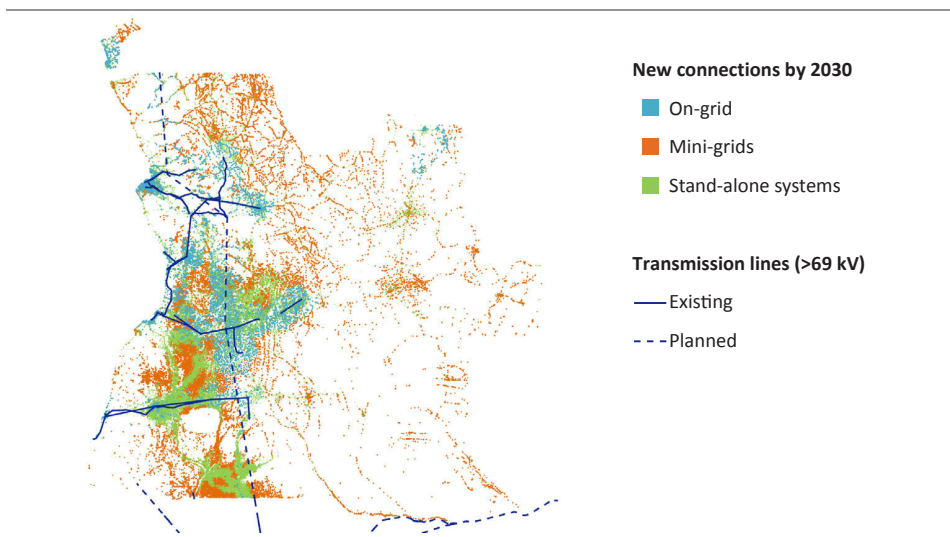 New connections by 2030
On-grid
Mini-grids
Stand-alone systems
Transmission lines (>69 kV)
Existing
Planned